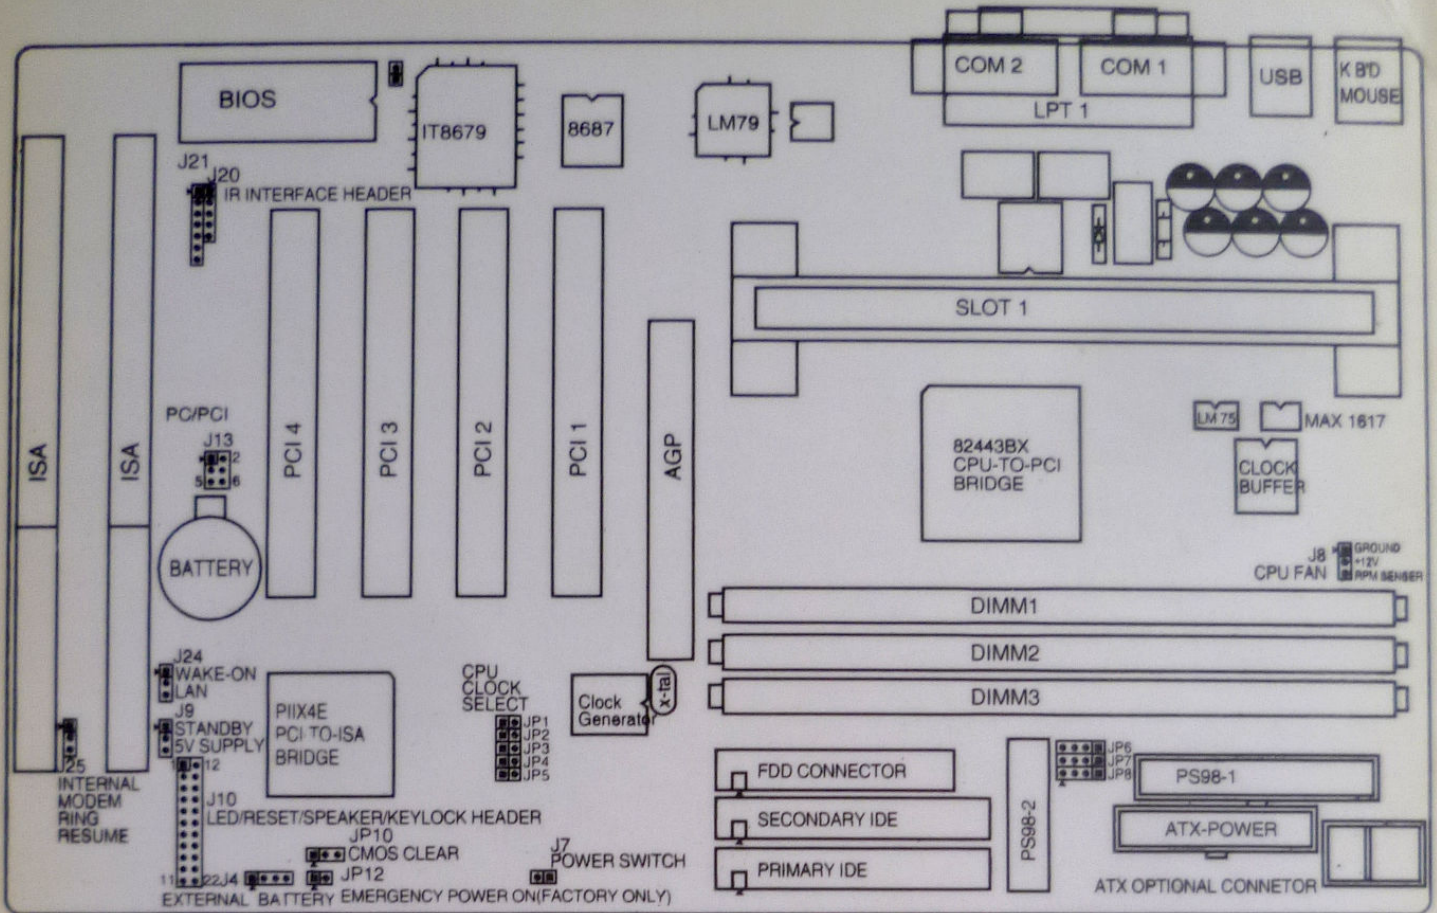 COM 2
COM 1
USB
K B'D
MOUSE
LPT 1
BIOS
IT8679
8687
LM79
J21
J20
IR INTERFACE HEADER
SLOT 1
PC/PCI
J13
2
5
6
ISA
ISA
PCI 4
PCI 3
PCI 2
PCI 1
AGP
82443BX
CPU-TO-PCI
BRIDGE
LM 75
MAX 1617
CLOCK
BUFFER
BATTERY
J8
CPU FAN
GROUND
+12V
RPM SENSER
DIMM1
DIMM2
DIMM3
J24
WAKE-ON
LAN
J9
STANDBY
5V SUPPLY
PIIX4E
PCI-TO-ISA
BRIDGE
CPU
CLOCK
SELECT
JP1
JP2
JP3
JP4
JP5
Clock
Generator
x-tal
J25
INTERNAL
MODEM
RING
RESUME
1
12
J10
LED/RESET/SPEAKER/KEYLOCK HEADER
11
22
JP10
CMOS CLEAR
J4
EXTERNAL BATTERY
JP12
EMERGENCY POWER ON(FACTORY ONLY)
J7
POWER SWITCH
FDD CONNECTOR
SECONDARY IDE
PRIMARY IDE
PS98-2
JP6
JP7
JP8
PS98-1
ATX-POWER
ATX OPTIONAL CONNETOR